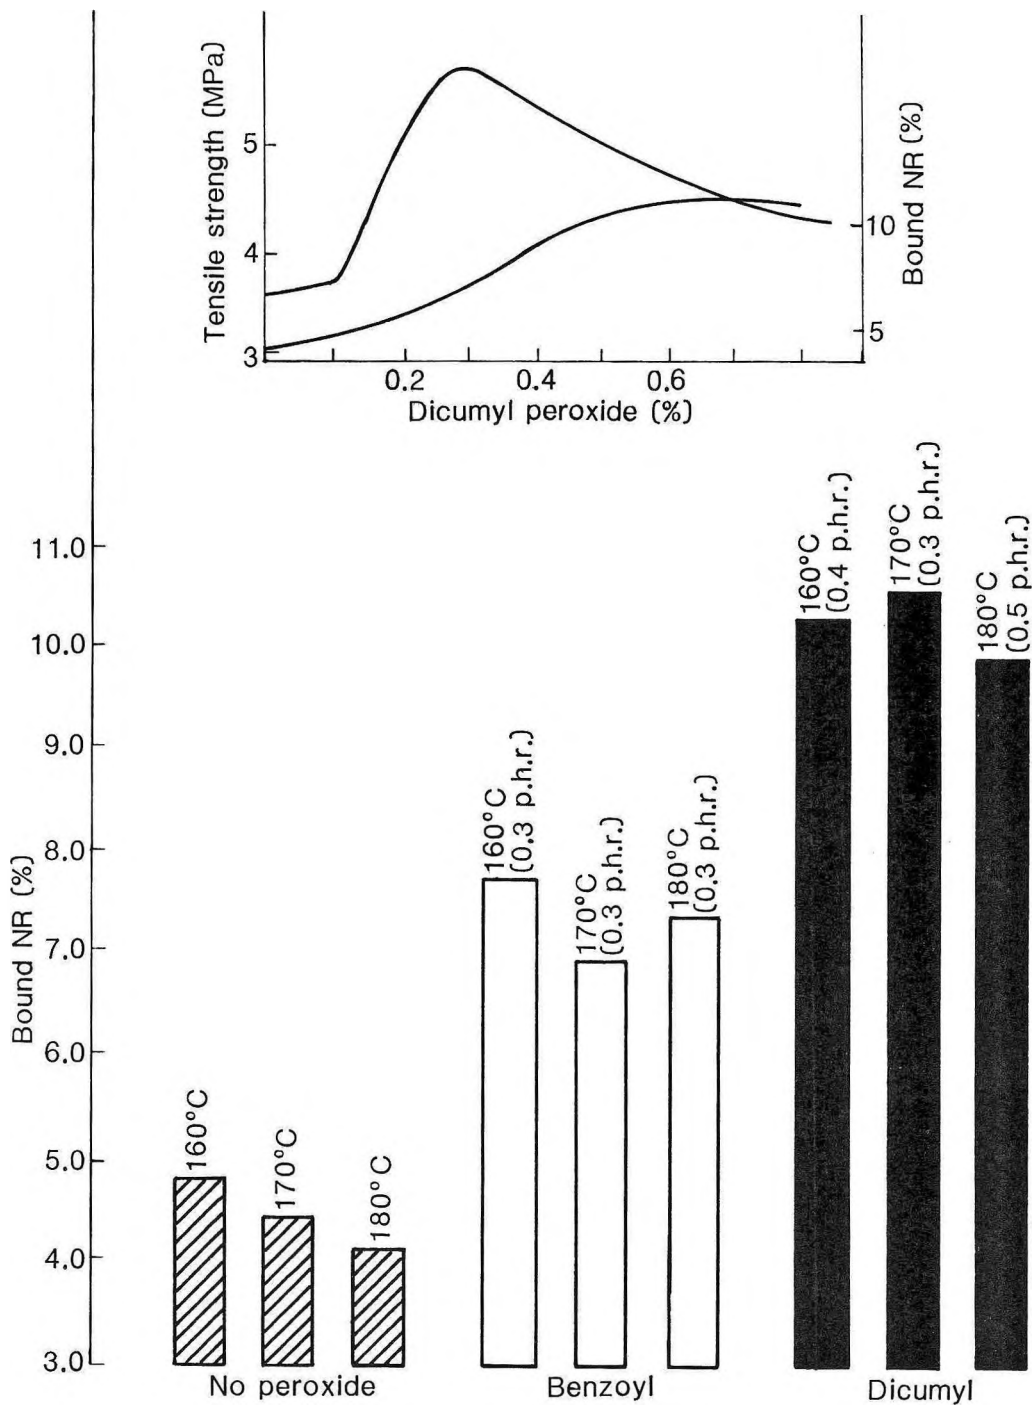 Tensile strength (MPa)
5
4
3
Bound NR (%)
10
5
0.2 0.4 0.6
Dicumyl peroxide (%)
Bound NR (%)
11.0
10.0
9.0
8.0
7.0
6.0
5.0
4.0
3.0
160°C
170°C
180°C
160°C
(0.3 p.h.r.)
170°C
(0.3 p.h.r.)
180°C
(0.3 p.h.r.)
160°C
(0.4 p.h.r.)
170°C
(0.3 p.h.r.)
180°C
(0.5 p.h.r.)
No peroxide Benzoyl Dicumyl